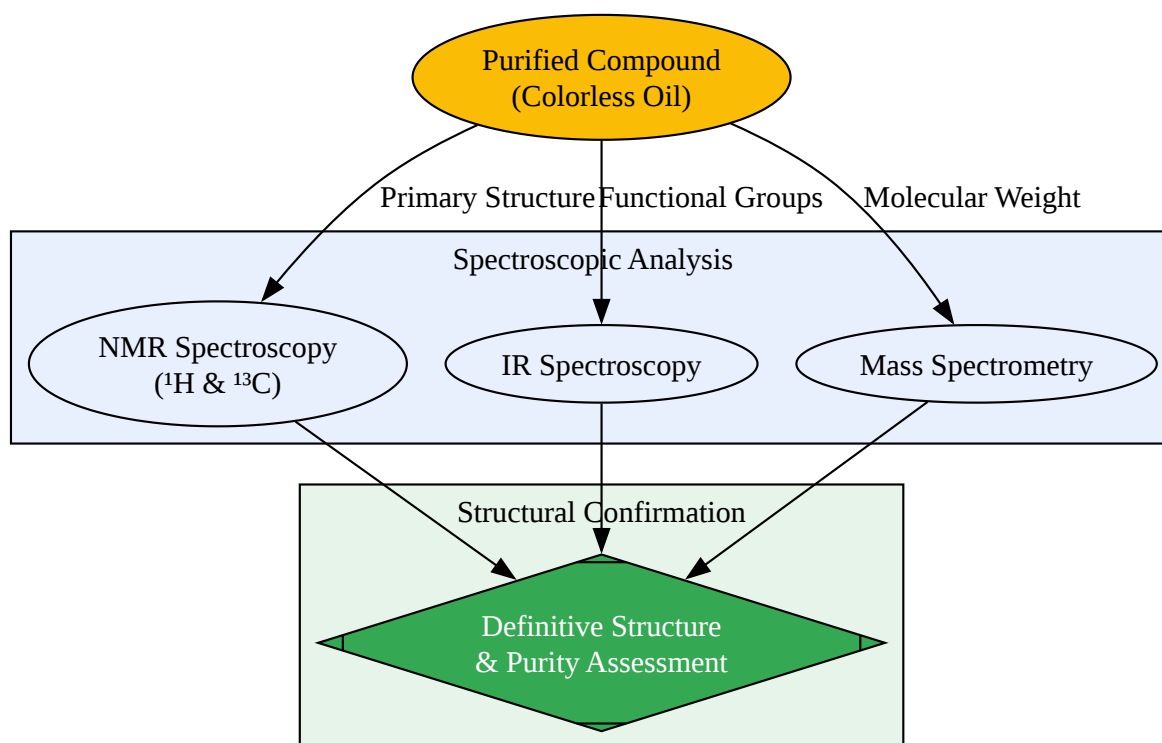 Purified Compound
(Colorless Oil)
Primary Structure
Functional Groups
Molecular Weight
Spectroscopic Analysis
NMR Spectroscopy
(¹H & ¹³C)
IR Spectroscopy
Mass Spectrometry
Structural Confirmation
Definitive Structure
& Purity Assessment